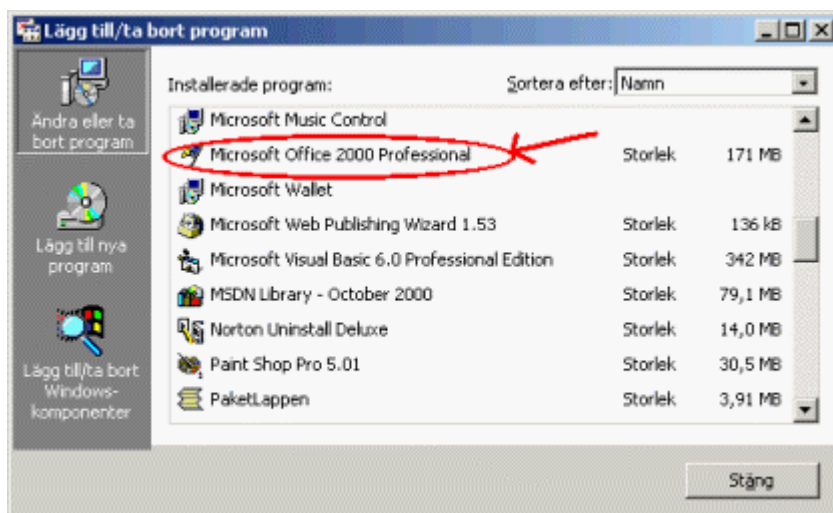 Lägg till/ta bort program
Ändra eller ta
bort program
Lägg till nya
program
Lägg till/ta bort
Windows-
komponenter
Installerade program:
Sortera efter: Namn
Microsoft Music Control
Microsoft Office 2000 Professional Storlek 171 MB
Microsoft Wallet
Microsoft Web Publishing Wizard 1.53 Storlek 136 kB
Microsoft Visual Basic 6.0 Professional Edition Storlek 342 MB
MSDN Library - October 2000 Storlek 79,1 MB
Norton Uninstall Deluxe Storlek 14,0 MB
Paint Shop Pro 5.01 Storlek 30,5 MB
PaketLappen Storlek 3,91 MB
Stäng